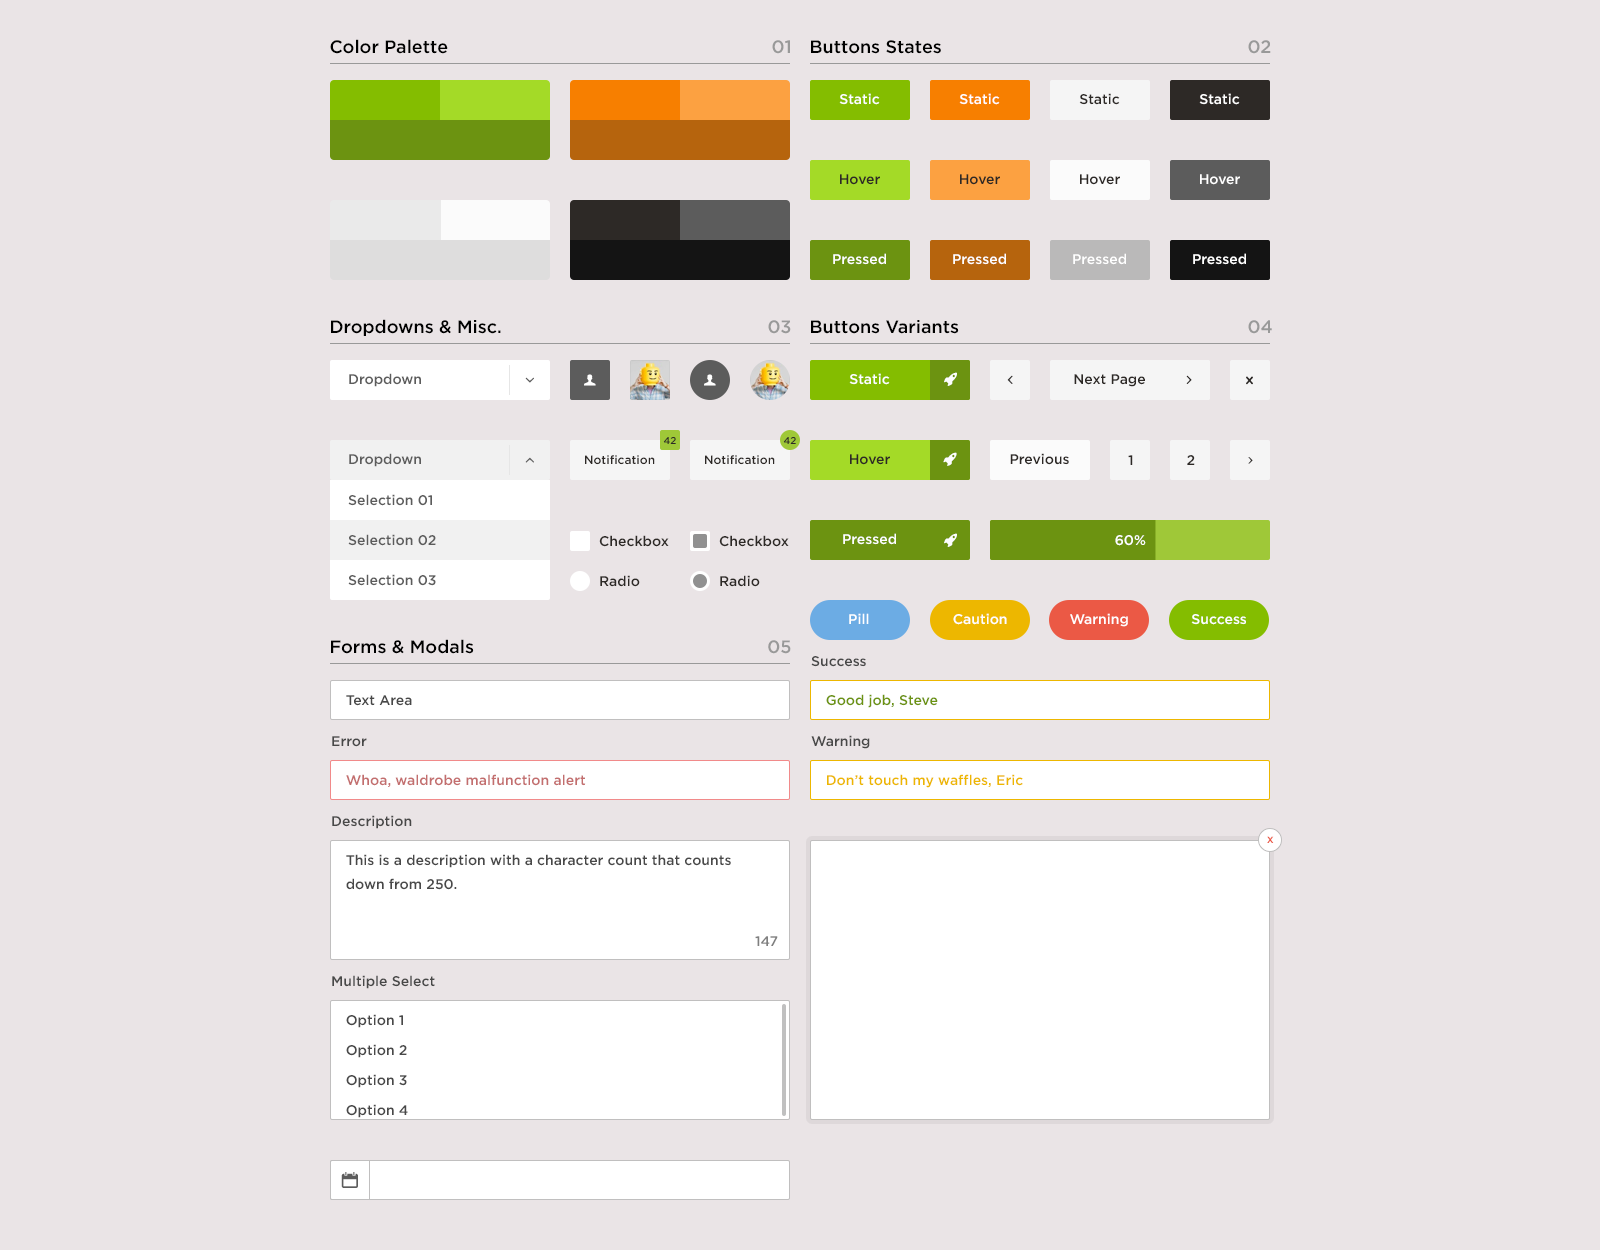 Color Palette 01
Buttons States 02
Static Static Static Static
Hover Hover Hover Hover
Pressed Pressed Pressed Pressed
Dropdowns & Misc. 03
Dropdown
Dropdown
42
Notification
42
Notification
Selection 01
Selection 02
Selection 03
Checkbox Checkbox
Radio Radio
Buttons Variants 04
Static < Next Page > x
Hover Previous 1 2 >
Pressed 60%
Pill Caution Warning Success
Forms & Modals 05
Text Area
Error
Whoa, waldrobe malfunction alert
Description
This is a description with a character count that counts
down from 250.
147
Multiple Select
Option 1
Option 2
Option 3
Option 4
Success
Good job, Steve
Warning
Don't touch my waffles, Eric
x